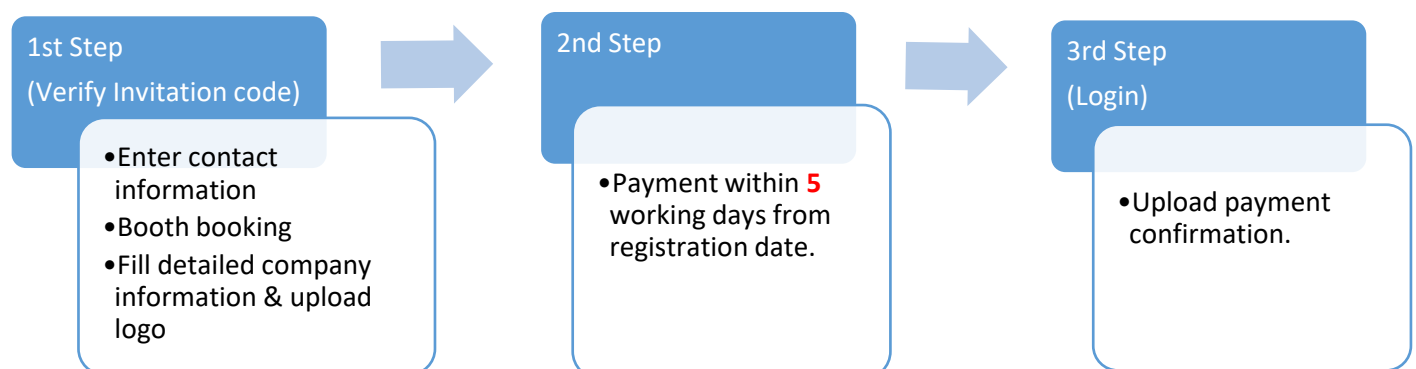 1st Step
(Verify Invitation code)
•Enter contact
information
•Booth booking
•Fill detailed company
information & upload
logo
2nd Step
•Payment within 5
working days from
registration date.
3rd Step
(Login)
•Upload payment
confirmation.